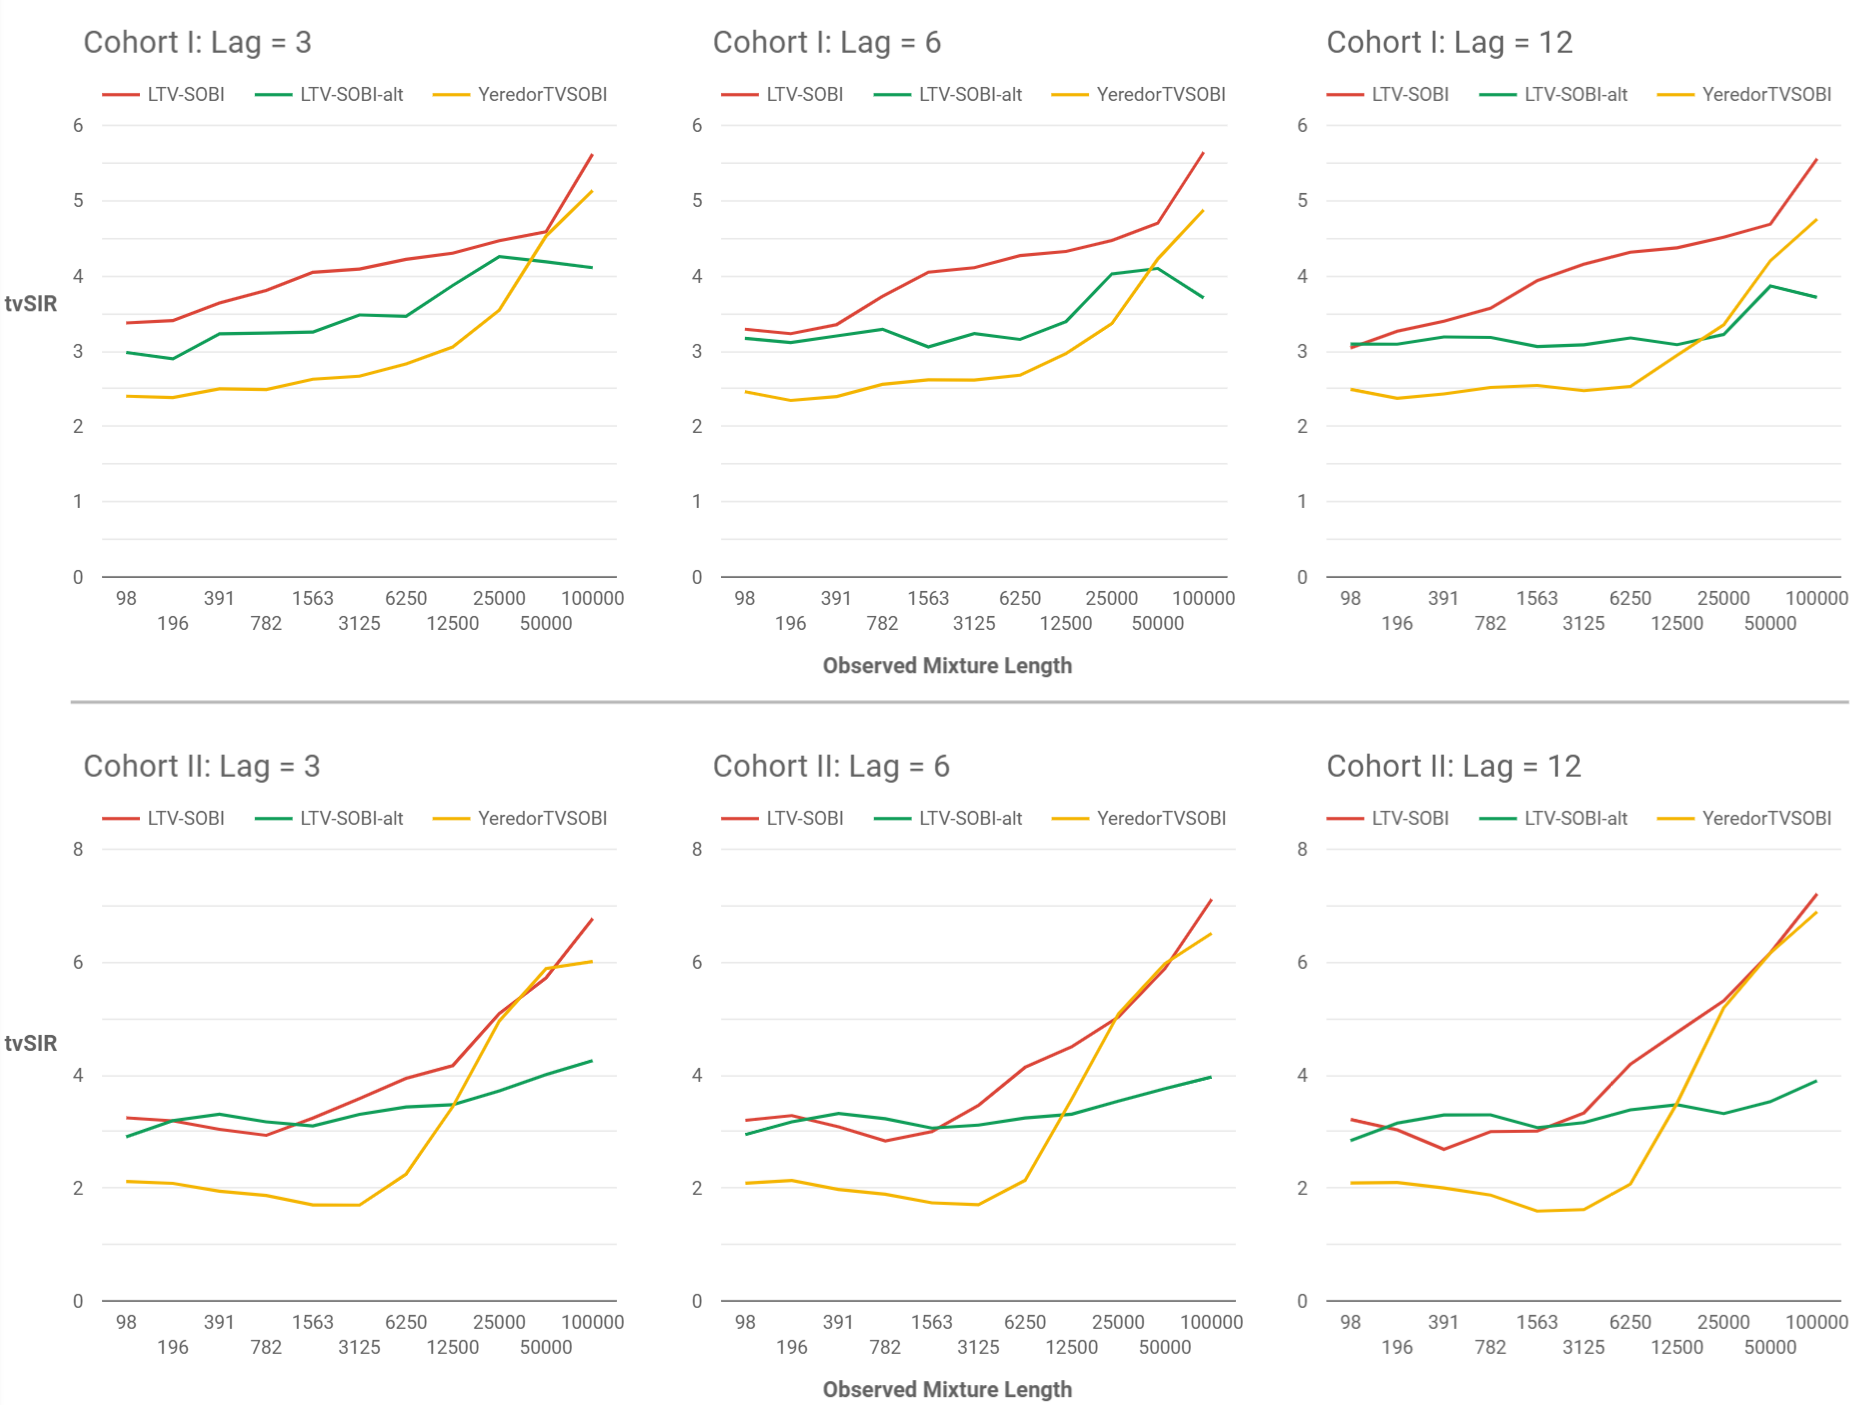 Cohort I: Lag = 3
LTV-SOBI LTV-SOBI-alt YeredorTVSOBI
6
5
4
3
2
1
0
98 391 1563 6250 25000 100000
196 782 3125 12500 50000
Cohort I: Lag = 6
LTV-SOBI LTV-SOBI-alt YeredorTVSOBI
6
5
4
3
2
1
0
98 391 1563 6250 25000 100000
196 782 3125 12500 50000
Cohort I: Lag = 12
LTV-SOBI LTV-SOBI-alt YeredorTVSOBI
6
5
4
3
2
1
0
98 391 1563 6250 25000 100000
196 782 3125 12500 50000
tvSIR
Observed Mixture Length
Cohort II: Lag = 3
LTV-SOBI LTV-SOBI-alt YeredorTVSOBI
8
6
4
2
0
98 391 1563 6250 25000 100000
196 782 3125 12500 50000
Cohort II: Lag = 6
LTV-SOBI LTV-SOBI-alt YeredorTVSOBI
8
6
4
2
0
98 391 1563 6250 25000 100000
196 782 3125 12500 50000
Cohort II: Lag = 12
LTV-SOBI LTV-SOBI-alt YeredorTVSOBI
8
6
4
2
0
98 391 1563 6250 25000 100000
196 782 3125 12500 50000
tvSIR
Observed Mixture Length